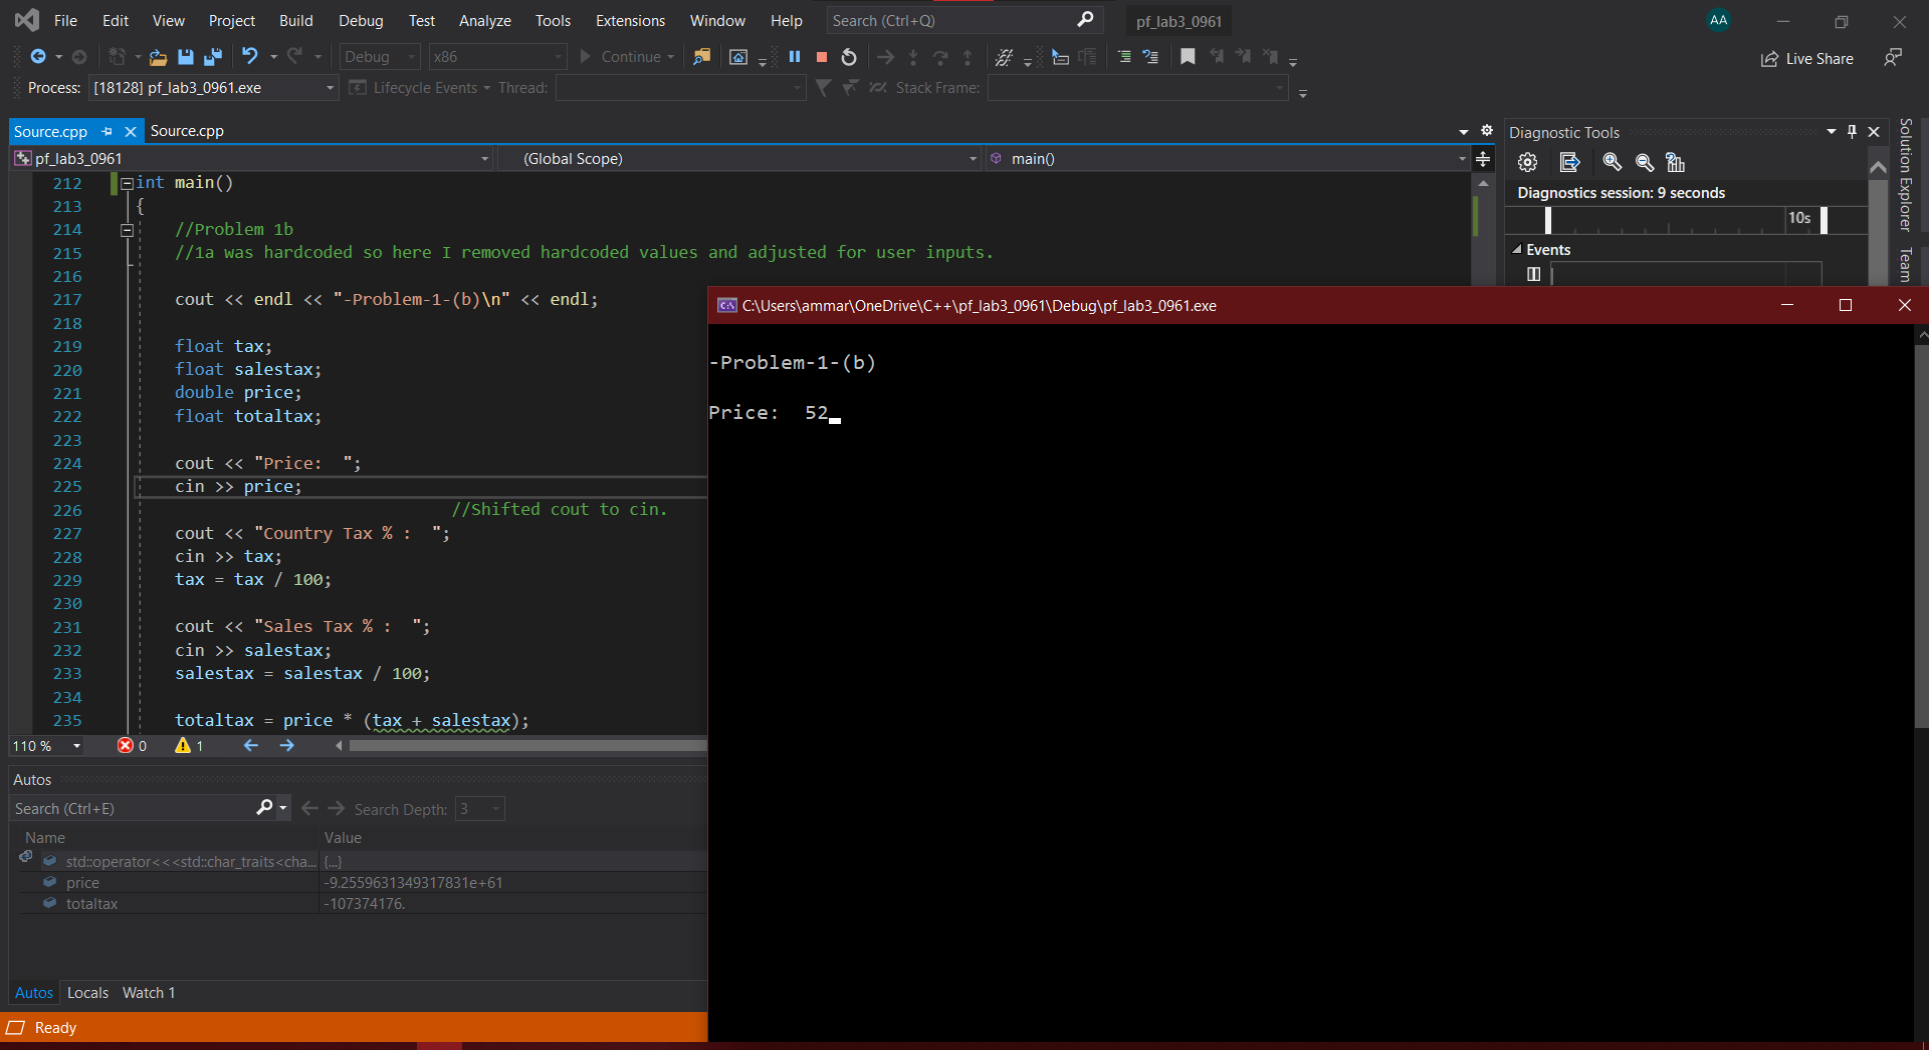 File Edit View Project Build Debug Test Analyze Tools Extensions Window Help Search (Ctrl+Q) pf_lab3_0961 AA
Debug x86 Continue Live Share
Process: [18128] pf_lab3_0961.exe Lifecycle Events Thread: Stack Frame:
Source.cpp Source.cpp
pf_lab3_0961 (Global Scope) main()
212 int main()
213 {
214 //Problem 1b
215 //1a was hardcoded so here I removed hardcoded values and adjusted for user inputs.
216
217 cout << endl << "-Problem-1-(b)\n" << endl;
218
219 float tax;
220 float salestax;
221 double price;
222 float totaltax;
223
224 cout << "Price:  ";
225 cin >> price;
226 //Shifted cout to cin.
227 cout << "Country Tax % :  ";
228 cin >> tax;
229 tax = tax / 100;
230
231 cout << "Sales Tax % :  ";
232 cin >> salestax;
233 salestax = salestax / 100;
234
235 totaltax = price * (tax + salestax);
110 % 0 1
Autos
Search (Ctrl+E) Search Depth: 3
Name Value
std::operator<<<std::char_traits<cha... {...}
price -9.2559631349317831e+61
totaltax -107374176.
Autos Locals Watch 1
Ready
Diagnostic Tools
Diagnostics session: 9 seconds
10s
Events
Solution Explorer
Team
C:\Users\ammar\OneDrive\C++\pf_lab3_0961\Debug\pf_lab3_0961.exe
-Problem-1-(b)
Price:  52